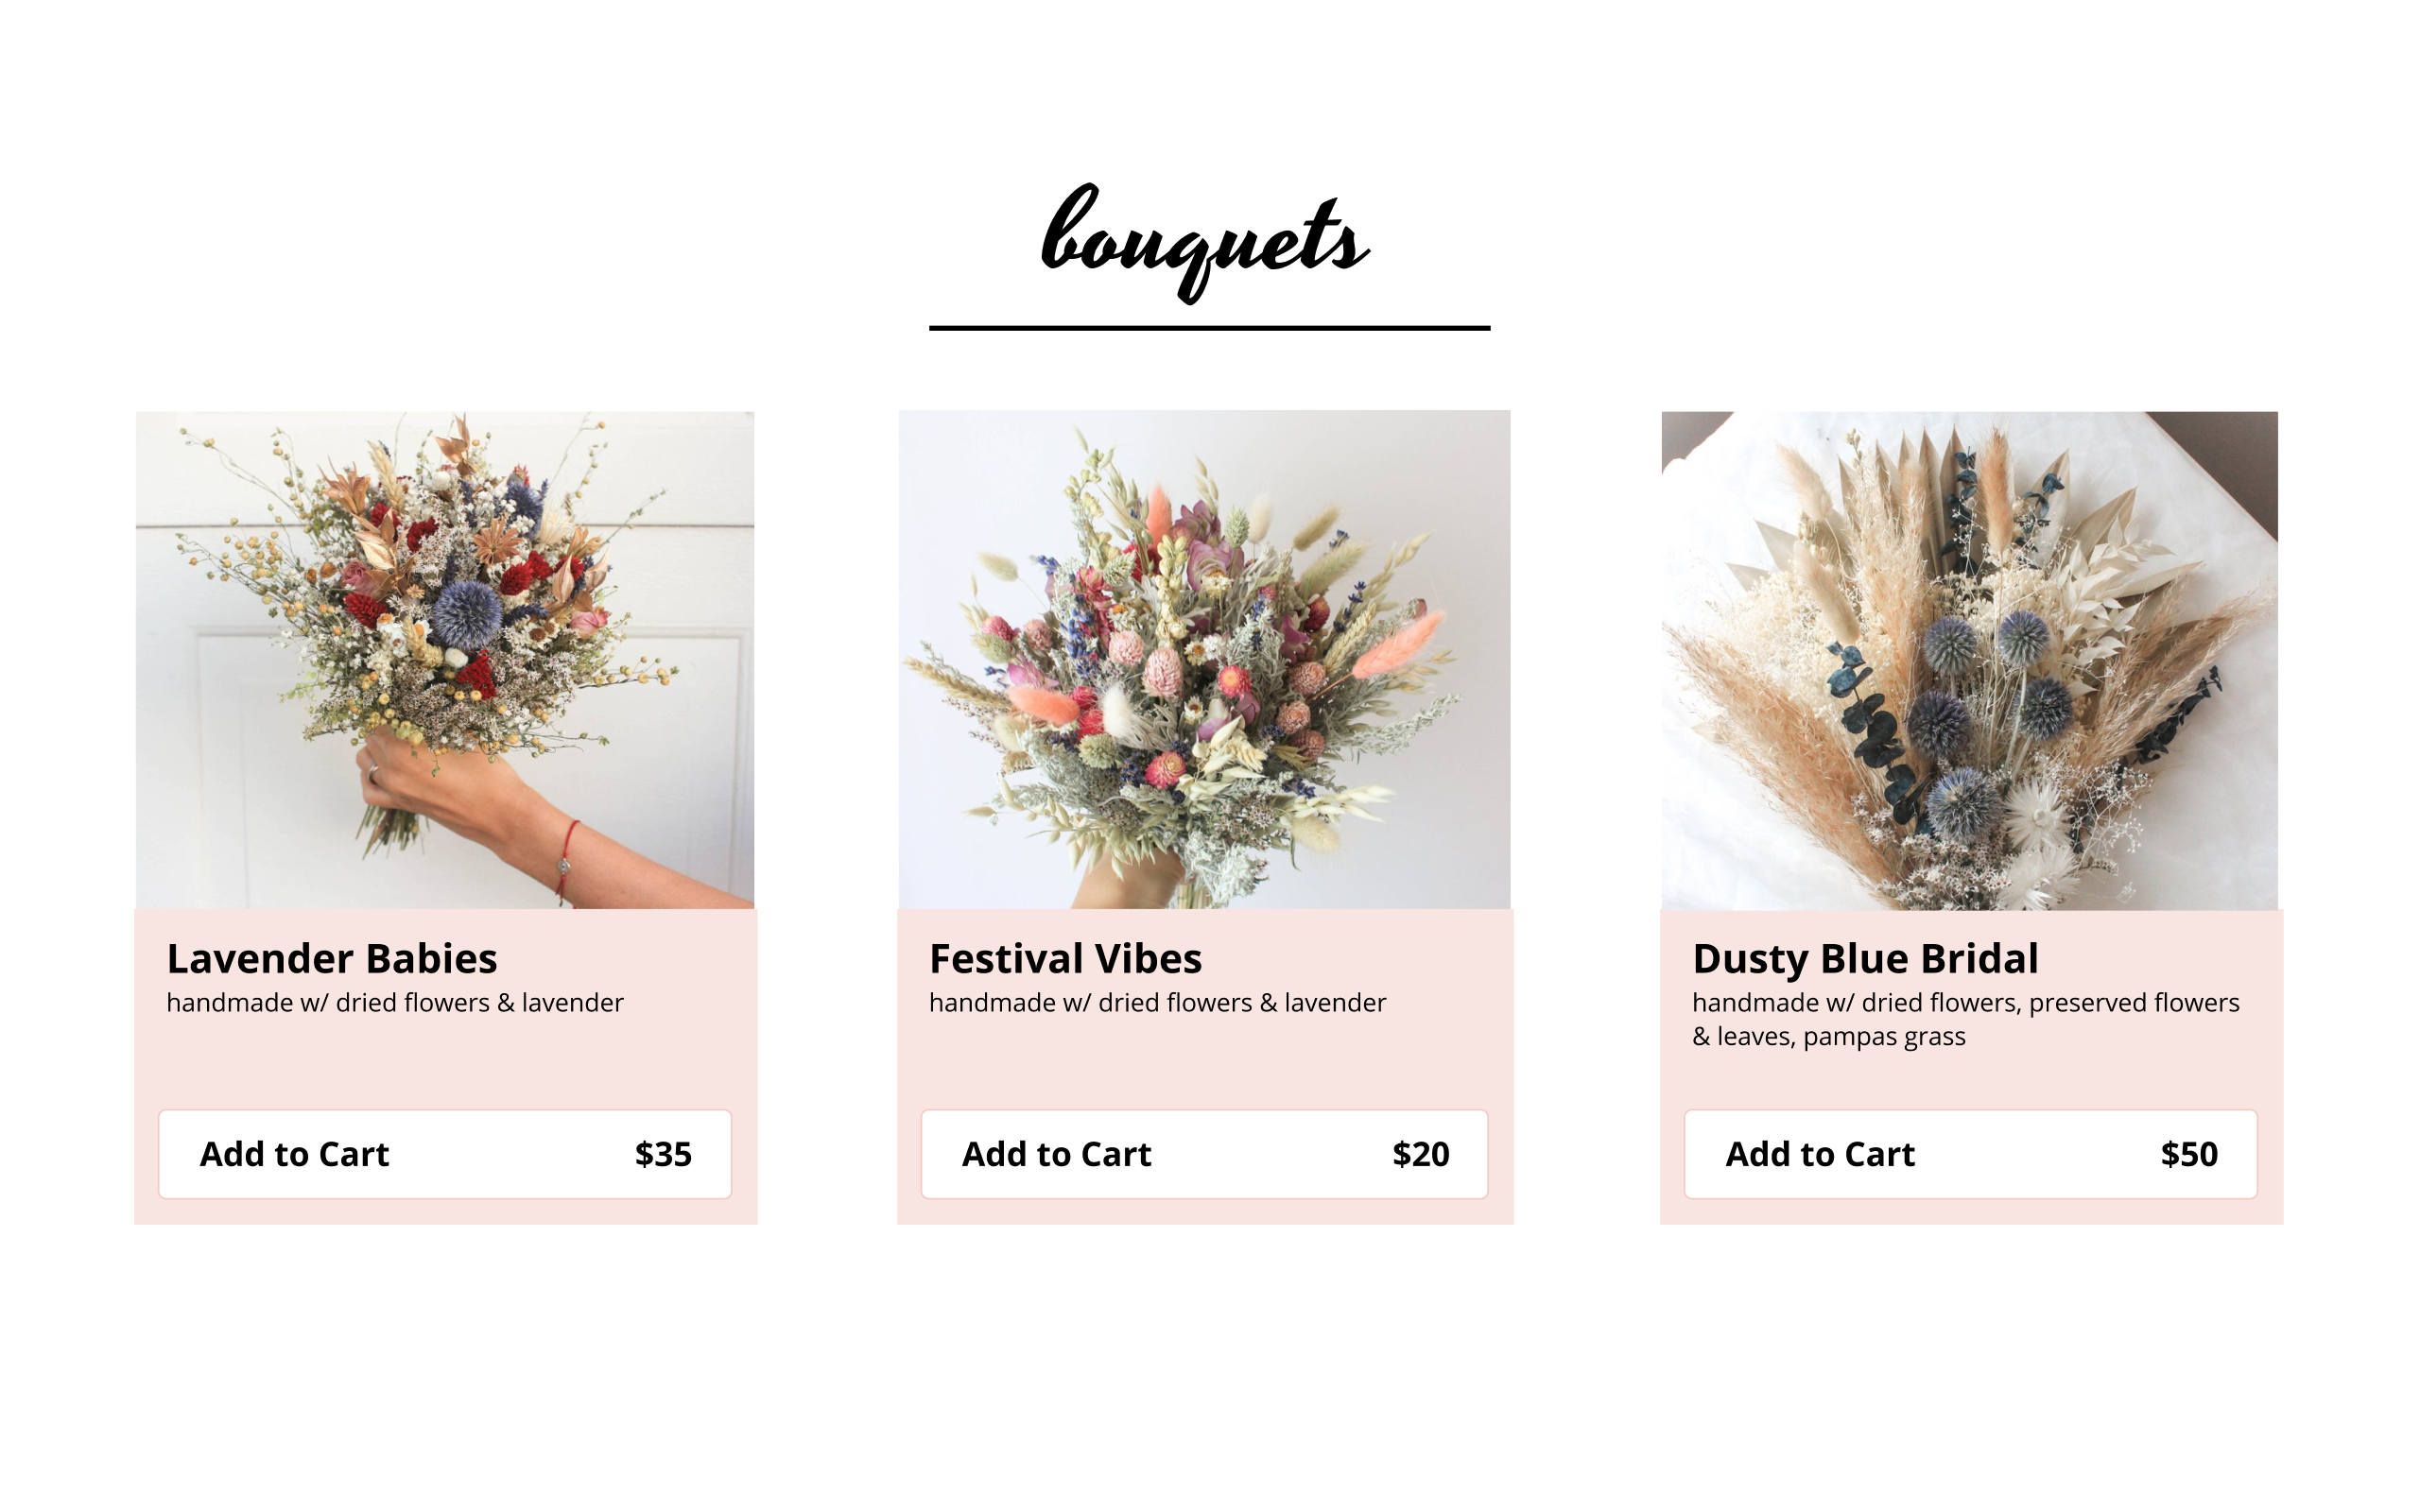 bouquets
Lavender Babies
handmade w/ dried flowers & lavender
Add to Cart $35
Festival Vibes
handmade w/ dried flowers & lavender
Add to Cart $20
Dusty Blue Bridal
handmade w/ dried flowers, preserved flowers
& leaves, pampas grass
Add to Cart $50